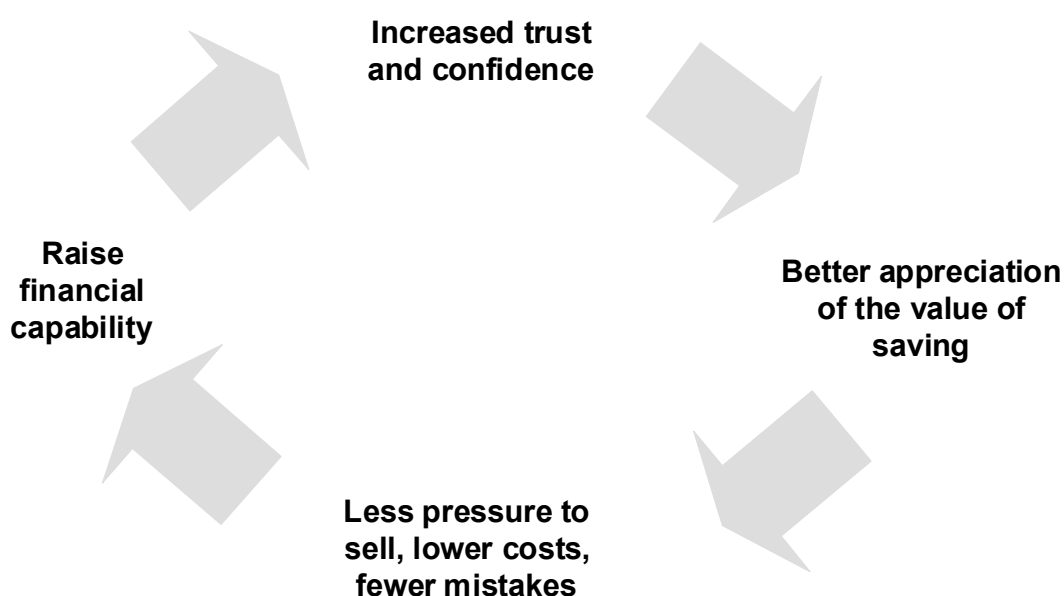 Increased trust
and confidence
Better appreciation
of the value of
saving
Less pressure to
sell, lower costs,
fewer mistakes
Raise
financial
capability